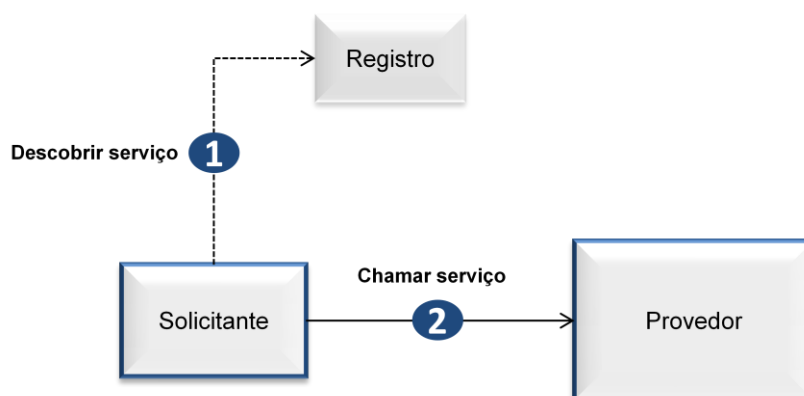 Registro
Descobrir serviço
1
Chamar serviço
Solicitante
2
Provedor